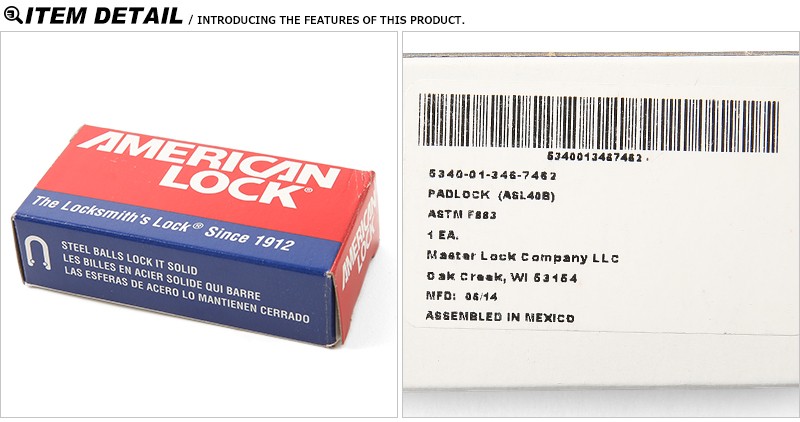 ITEM DETAIL / INTRODUCING THE FEATURES OF THIS PRODUCT.
AMERICAN
LOCK®
The Locksmith's Lock® Since 1912
STEEL BALLS LOCK IT SOLID
LES BILLES EN ACIER SOLIDE QUI BARRE
LAS ESFERAS DE ACERO LO MANTIENEN CERRADO
AMERICAN
LOCK
5340013467462
5340-01-346-7462
PADLOCK (ASL40B)
ASTM F883
1 EA.
Master Lock Company LLC
Oak Creek, WI 53154
MFD: 06/14
ASSEMBLED IN MEXICO